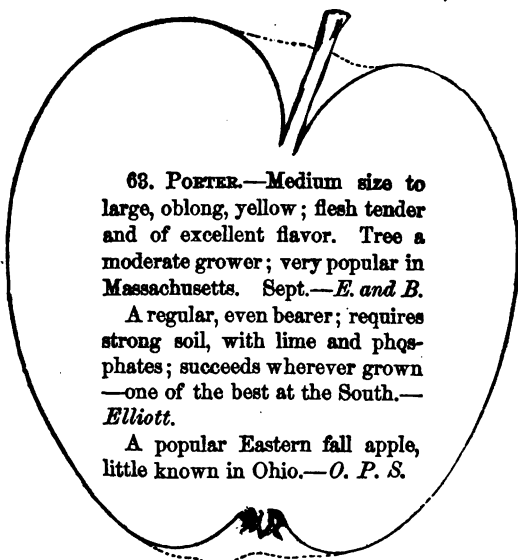 63. PORTER.—Medium size to
large, oblong, yellow; flesh tender
and of excellent flavor. Tree a
moderate grower; very popular in
Massachusetts. Sept.—E. and B.
A regular, even bearer; requires
strong soil, with lime and phos-
phates; succeeds wherever grown
—one of the best at the South.—
Elliott.
A popular Eastern fall apple,
little known in Ohio.—O. P. S.